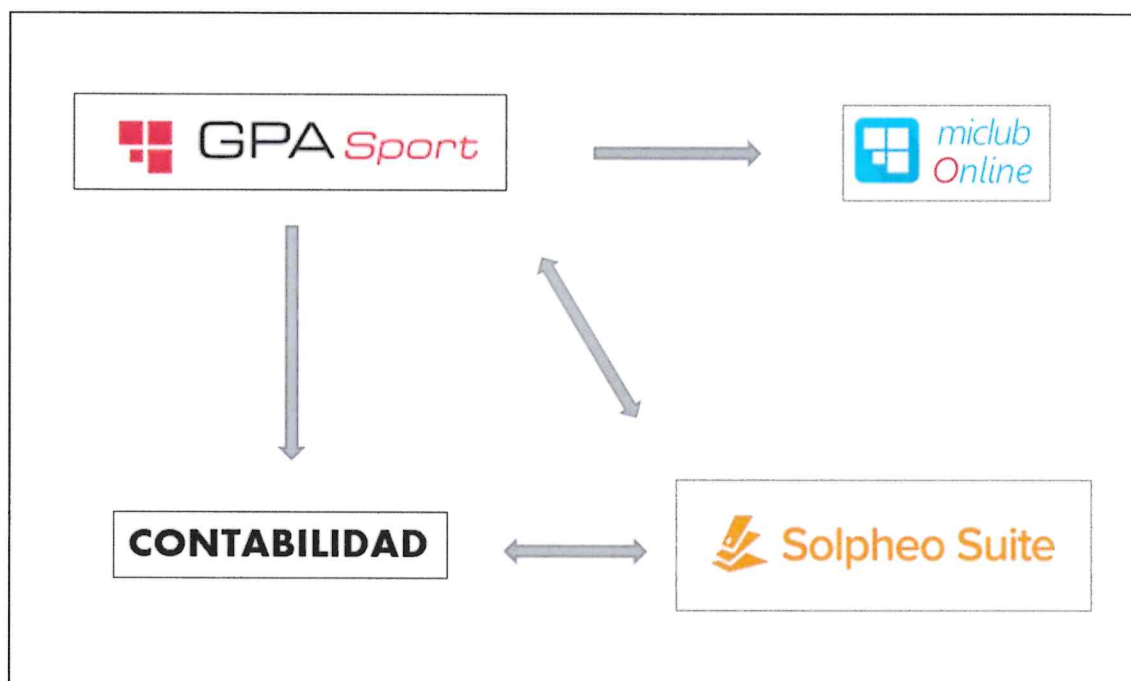 GPA Sport
miclub
Online
CONTABILIDAD
Solpheo Suite